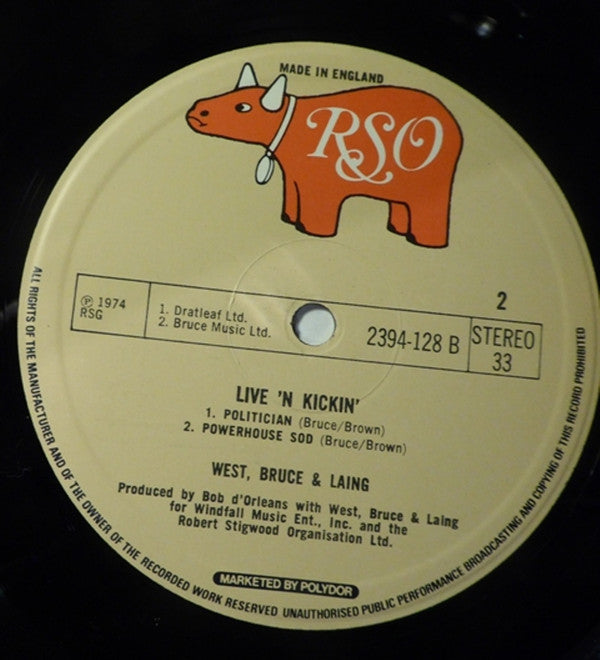 MADE IN ENGLAND
RSO
2
℗ 1974
RSG
1. Dratleaf Ltd.
2. Bruce Music Ltd.
2394-128 B
STEREO
33
LIVE 'N KICKIN'
1. POLITICIAN (Bruce/Brown)
2. POWERHOUSE SOD (Bruce/Brown)
WEST, BRUCE & LAING
Produced by Bob d'Orleans with West, Bruce & Laing
for Windfall Music Ent., Inc. and the
Robert Stigwood Organisation Ltd.
MARKETED BY POLYDOR
ALL RIGHTS OF THE MANUFACTURER AND OF THE OWNER OF THE RECORDED WORK RESERVED UNAUTHORISED PUBLIC PERFORMANCE BROADCASTING AND COPYING OF THIS RECORD PROHIBITED